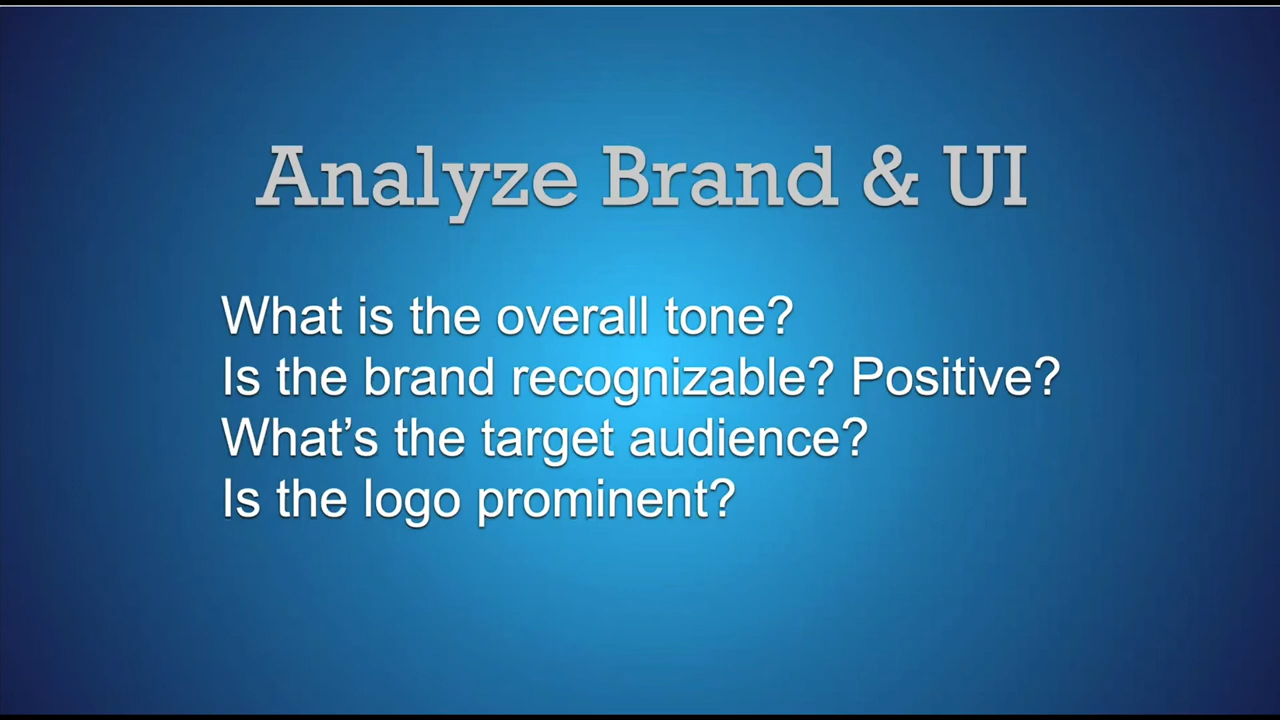 Analyze Brand & UI
What is the overall tone?
Is the brand recognizable? Positive?
What’s the target audience?
Is the logo prominent?